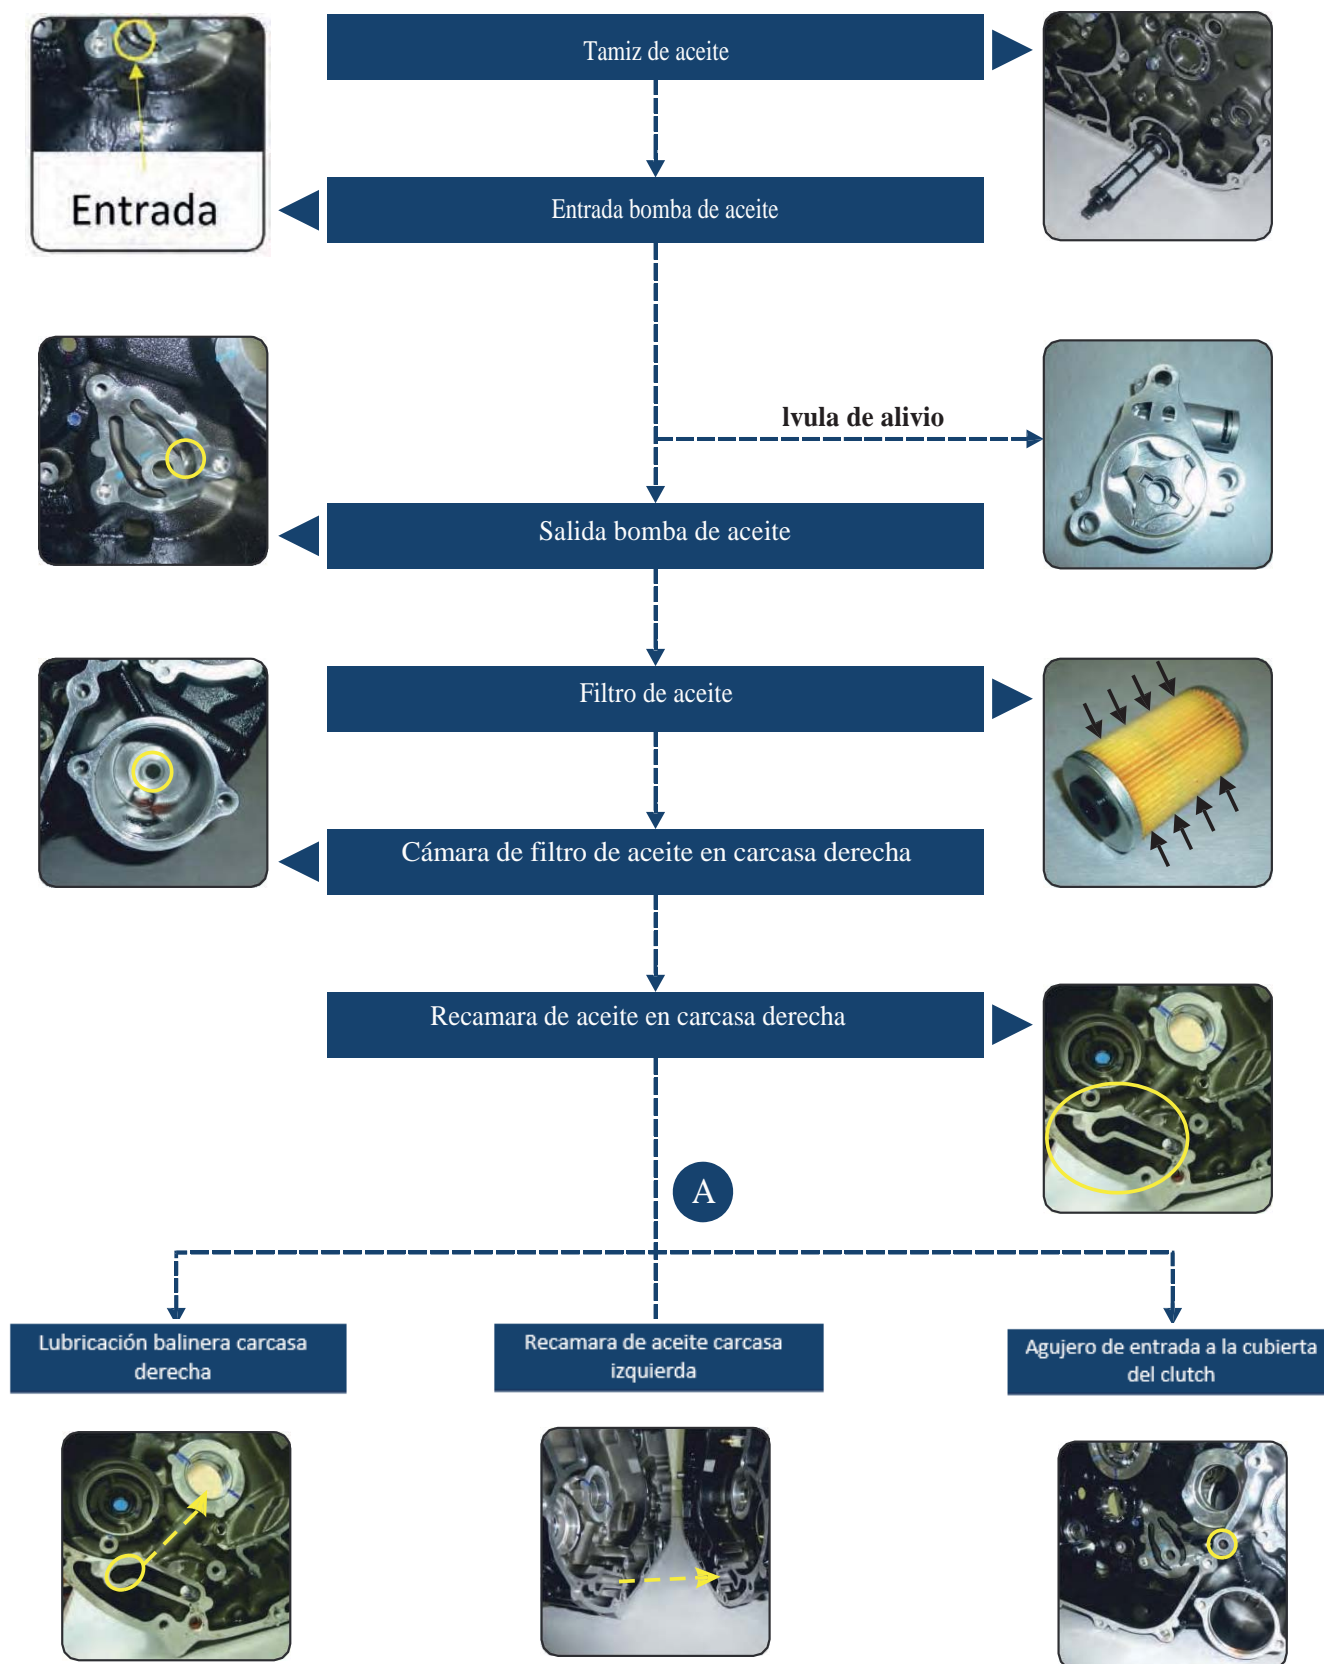 Tamiz de aceite
Entrada
Entrada bomba de aceite
lvula de alivio
Salida bomba de aceite
Filtro de aceite
Cámara de filtro de aceite en carcasa derecha
Recamara de aceite en carcasa derecha
A
Lubricación balinera carcasa
derecha
Recamara de aceite carcasa
izquierda
Agujero de entrada a la cubierta
del clutch